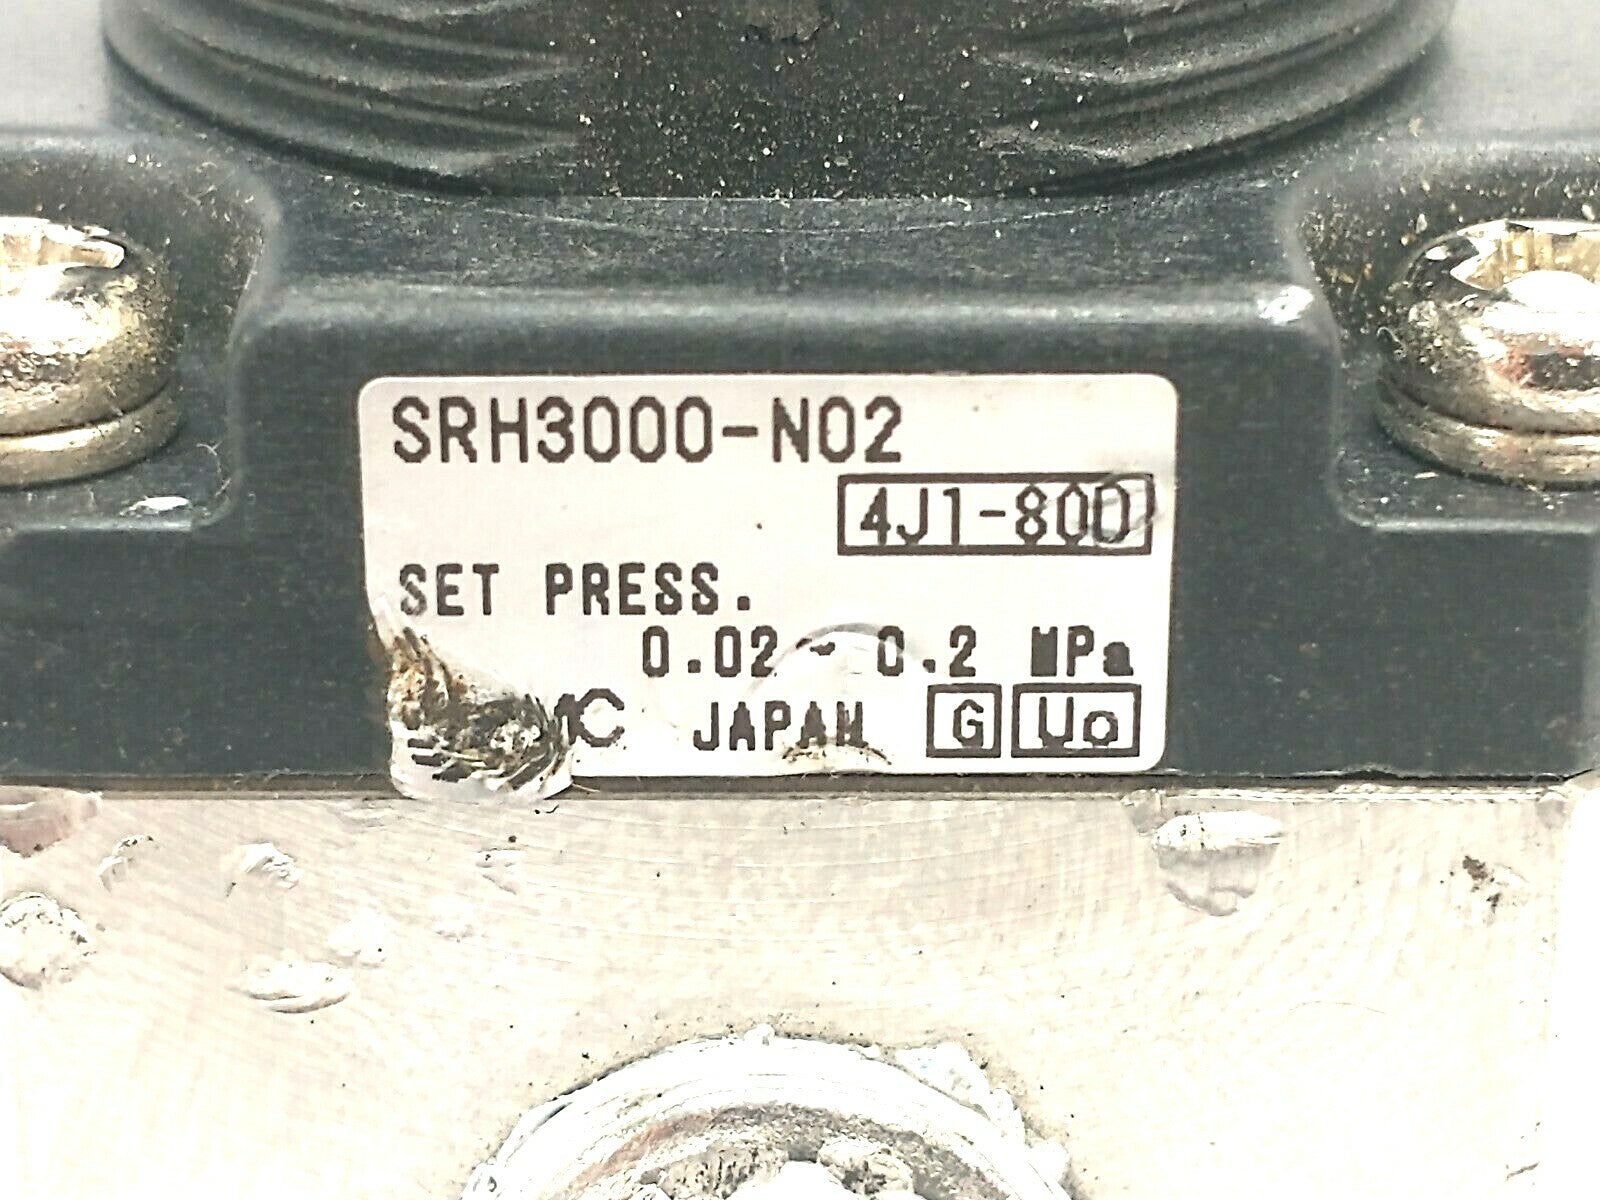 SRH3000-N02
4J1-800
SET PRESS.
0.02 ~ 0.2 MPa
JAPAN G Uo